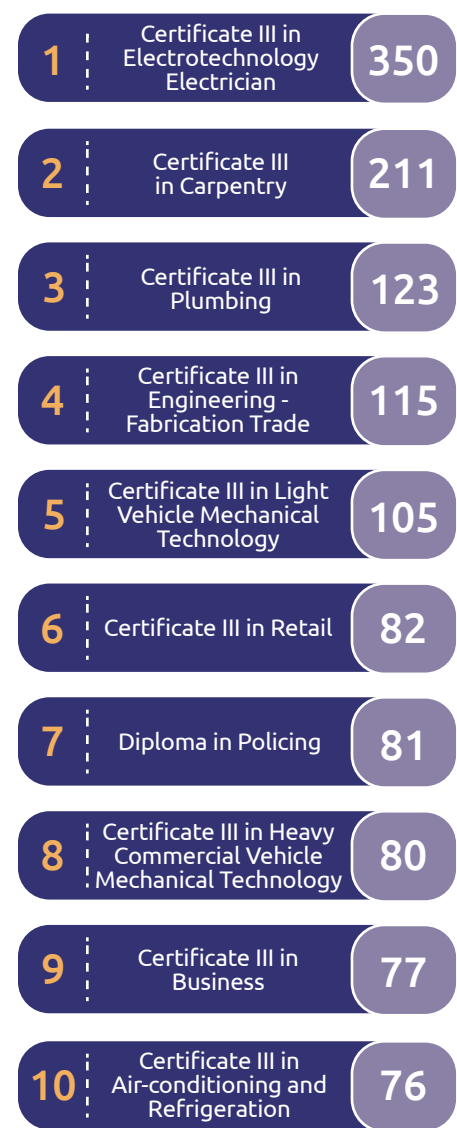 1
Certificate III in
Electrotechnology
Electrician
350
2
Certificate III
in Carpentry
211
3
Certificate III in
Plumbing
123
4
Certificate III in
Engineering -
Fabrication Trade
115
5
Certificate III in Light
Vehicle Mechanical
Technology
105
6
Certificate III in Retail
82
7
Diploma in Policing
81
8
Certificate III in Heavy
Commercial Vehicle
Mechanical Technology
80
9
Certificate III in
Business
77
10
Certificate III in
Air-conditioning and
Refrigeration
76